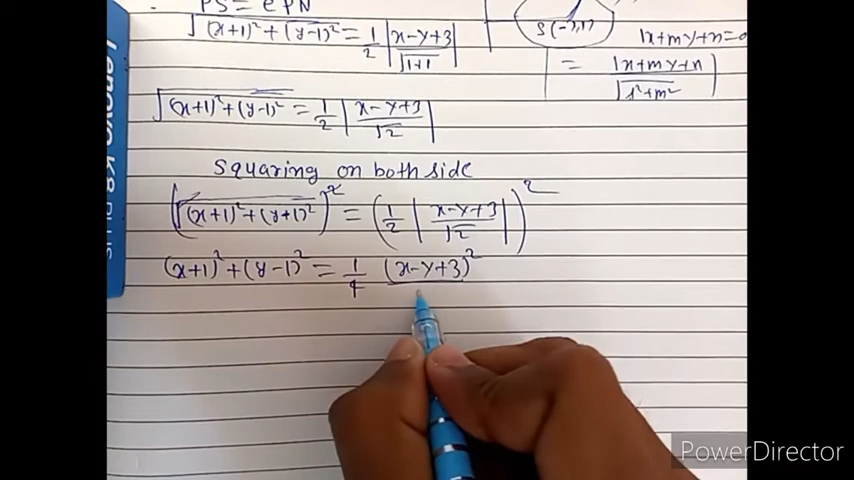 PS = e PN
√(x+1)² + (y-1)² = 1/2 |x-y+3/√1+1|
S(-1,1)
lx+my+n=0
= |lx+my+n/√l²+m²|
√(x+1)² + (y-1)² = 1/2 |x-y+3/√2|
Squaring on both side
(√(x+1)² + (y+1)²)² = (1/2 |x-y+3/√2|)²
(x+1)² + (y-1)² = 1/4 (x-y+3)²
Lenovo K8 PLUS
PowerDirector